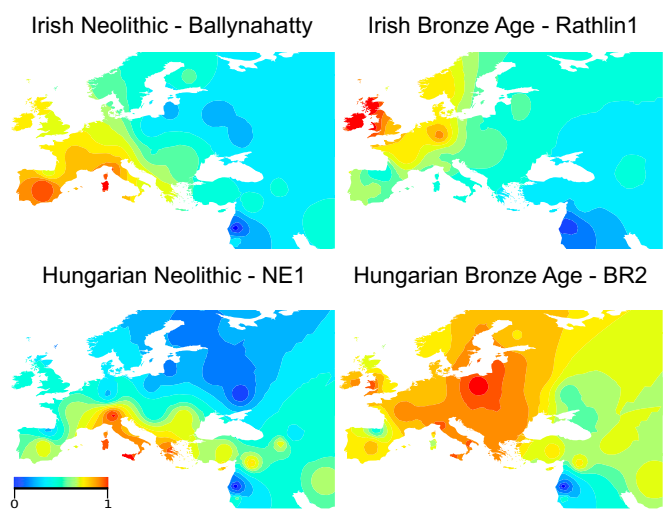 Irish Neolithic - Ballynahatty
Irish Bronze Age - Rathlin1
Hungarian Neolithic - NE1
Hungarian Bronze Age - BR2
0 1